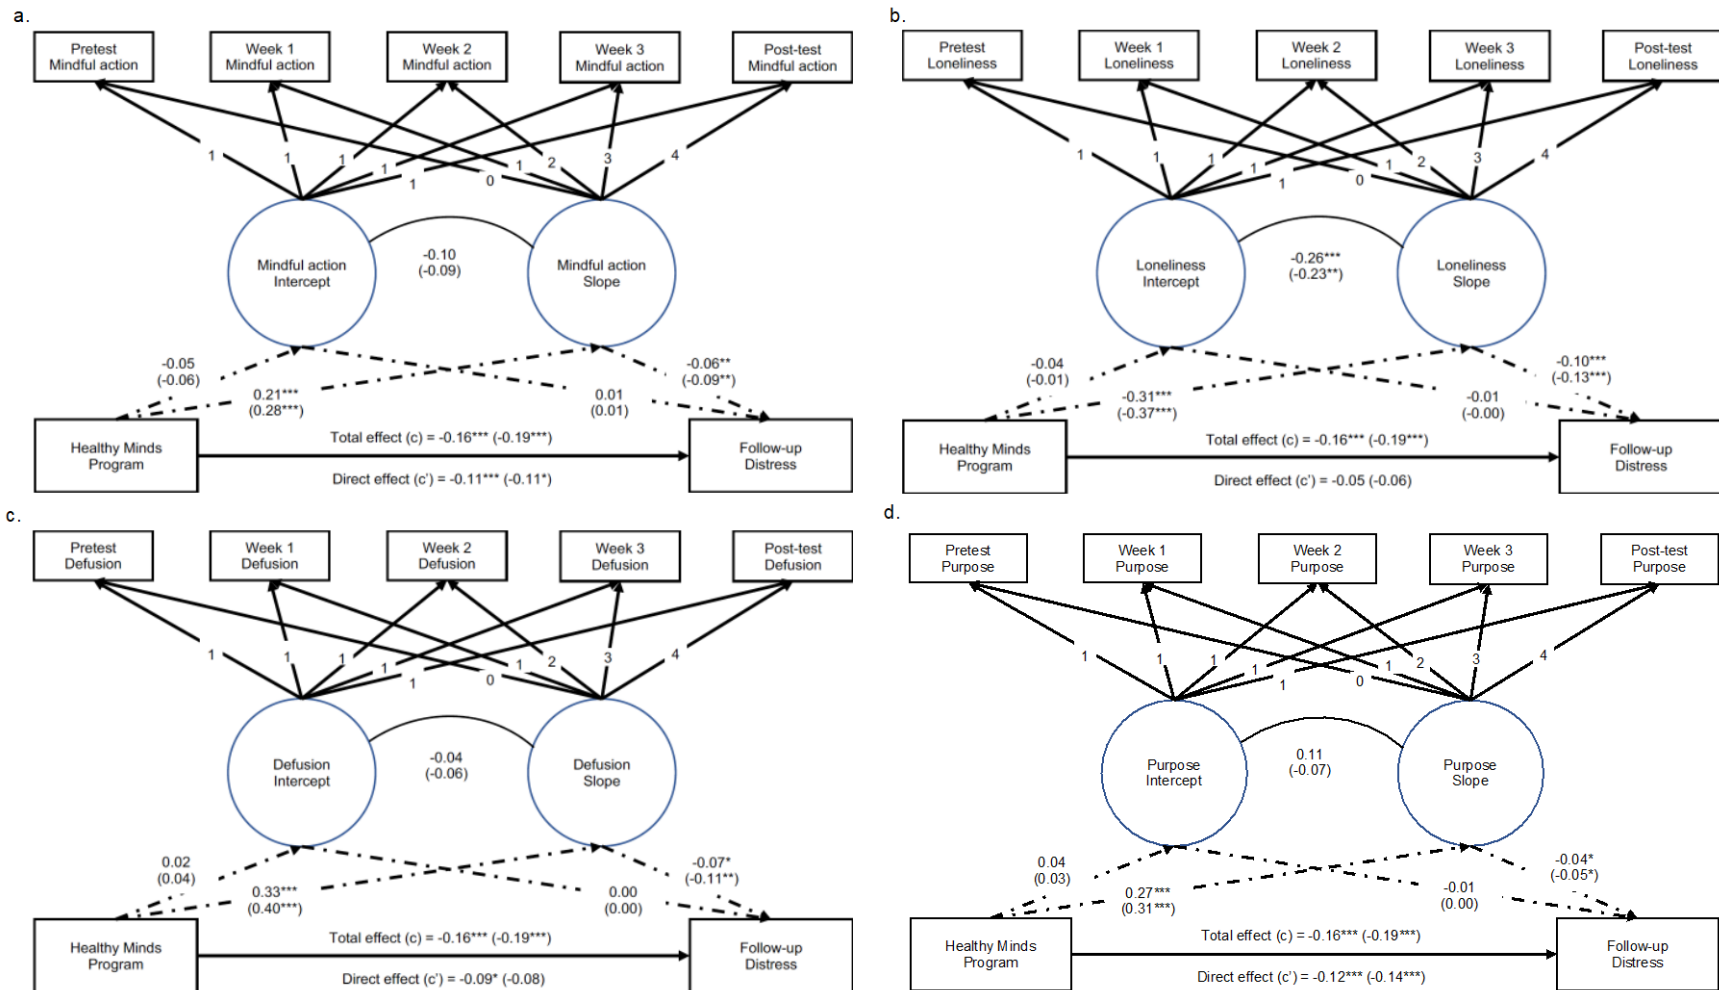 a.
Pretest
Mindful action
Week 1
Mindful action
Week 2
Mindful action
Week 3
Mindful action
Post-test
Mindful action
1
1
1
1
1
0
1
2
3
4
Mindful action
Intercept
-0.10
(-0.09)
Mindful action
Slope
-0.05
(-0.06)
0.21***
(0.28***)
0.01
(0.01)
-0.06**
(-0.09**)
Healthy Minds
Program
Total effect (c) = -0.16*** (-0.19***)
Direct effect (c') = -0.11*** (-0.11*)
Follow-up
Distress
b.
Pretest
Loneliness
Week 1
Loneliness
Week 2
Loneliness
Week 3
Loneliness
Post-test
Loneliness
1
1
1
1
1
0
1
2
3
4
Loneliness
Intercept
-0.26***
(-0.23**)
Loneliness
Slope
-0.04
(-0.01)
-0.31***
(-0.37***)
-0.01
(-0.00)
-0.10***
(-0.13***)
Healthy Minds
Program
Total effect (c) = -0.16*** (-0.19***)
Direct effect (c') = -0.05 (-0.06)
Follow-up
Distress
c.
Pretest
Defusion
Week 1
Defusion
Week 2
Defusion
Week 3
Defusion
Post-test
Defusion
1
1
1
1
1
0
1
2
3
4
Defusion
Intercept
-0.04
(-0.06)
Defusion
Slope
0.02
(0.04)
0.33***
(0.40***)
0.00
(0.00)
-0.07*
(-0.11**)
Healthy Minds
Program
Total effect (c) = -0.16*** (-0.19***)
Direct effect (c') = -0.09* (-0.08)
Follow-up
Distress
d.
Pretest
Purpose
Week 1
Purpose
Week 2
Purpose
Week 3
Purpose
Post-test
Purpose
1
1
1
1
1
0
1
2
3
4
Purpose
Intercept
0.11
(-0.07)
Purpose
Slope
0.04
(0.03)
0.27***
(0.31***)
-0.01
(0.00)
-0.04*
(-0.05*)
Healthy Minds
Program
Total effect (c) = -0.16*** (-0.19***)
Direct effect (c') = -0.12*** (-0.14***)
Follow-up
Distress